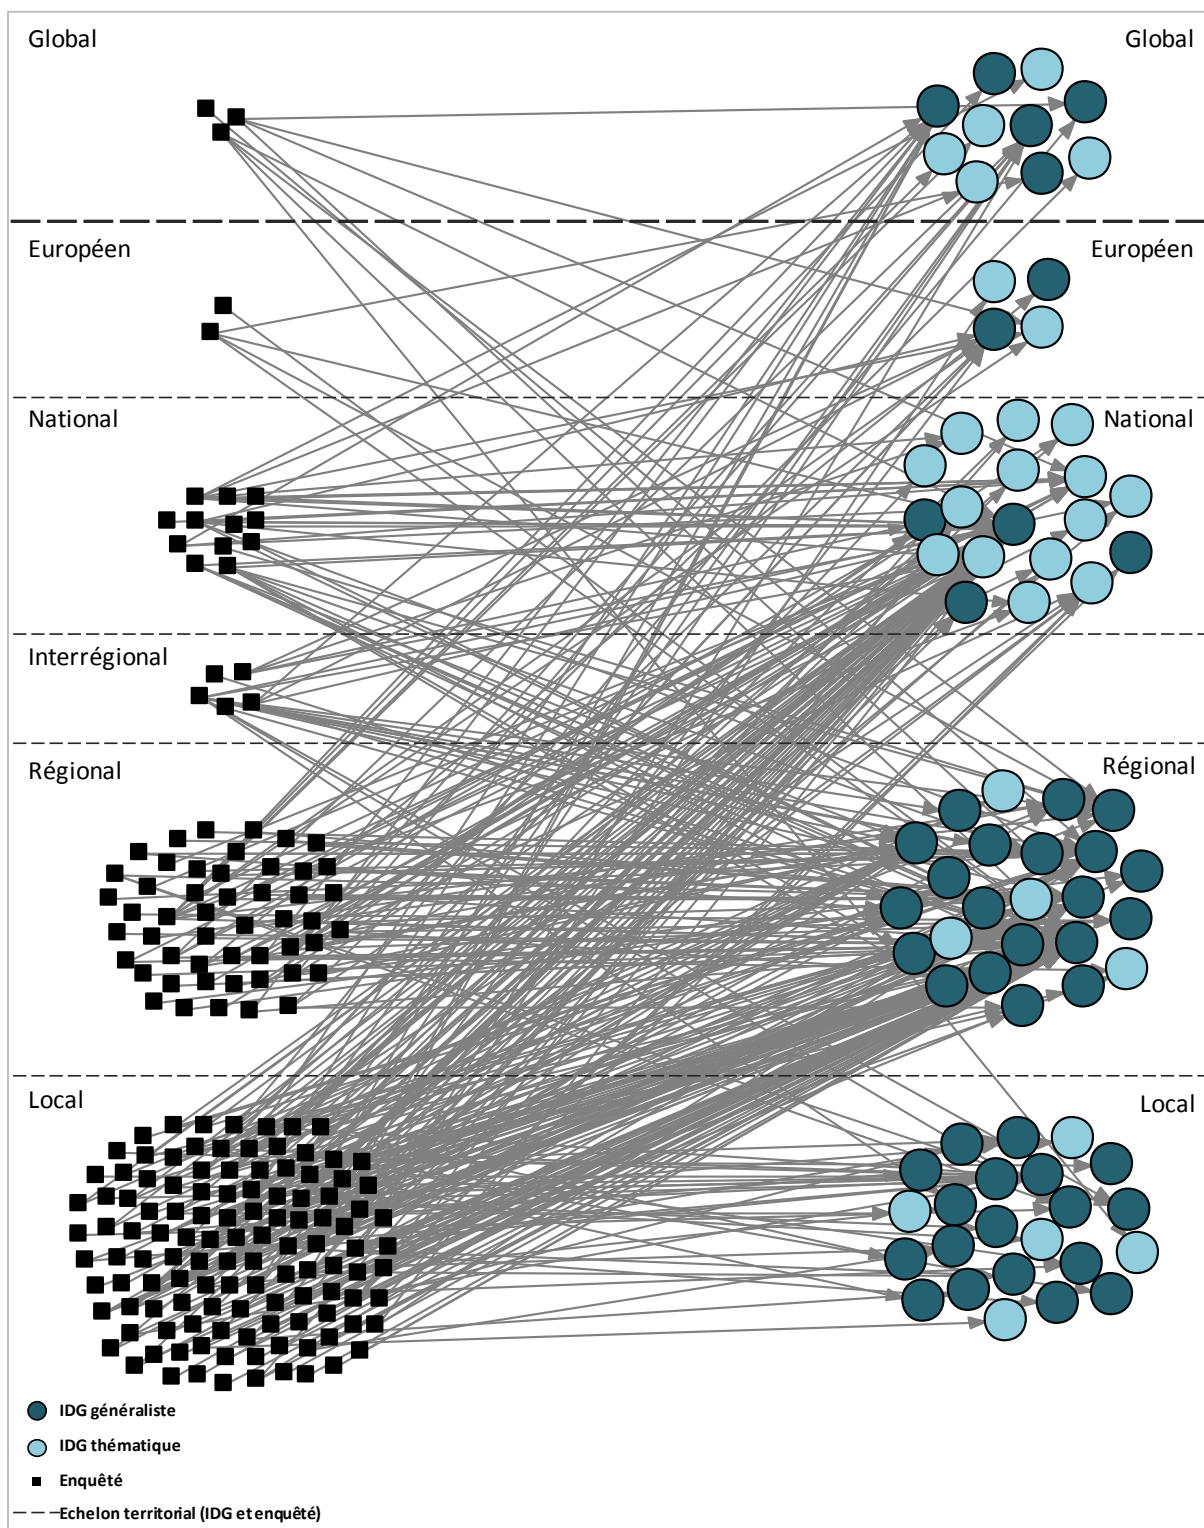 Global
Global
Européen
Européen
National
National
Interrégional
Régional
Régional
Local
Local
IDG généraliste
IDG thématique
Enquêté
Echelon territorial (IDG et enquêté)